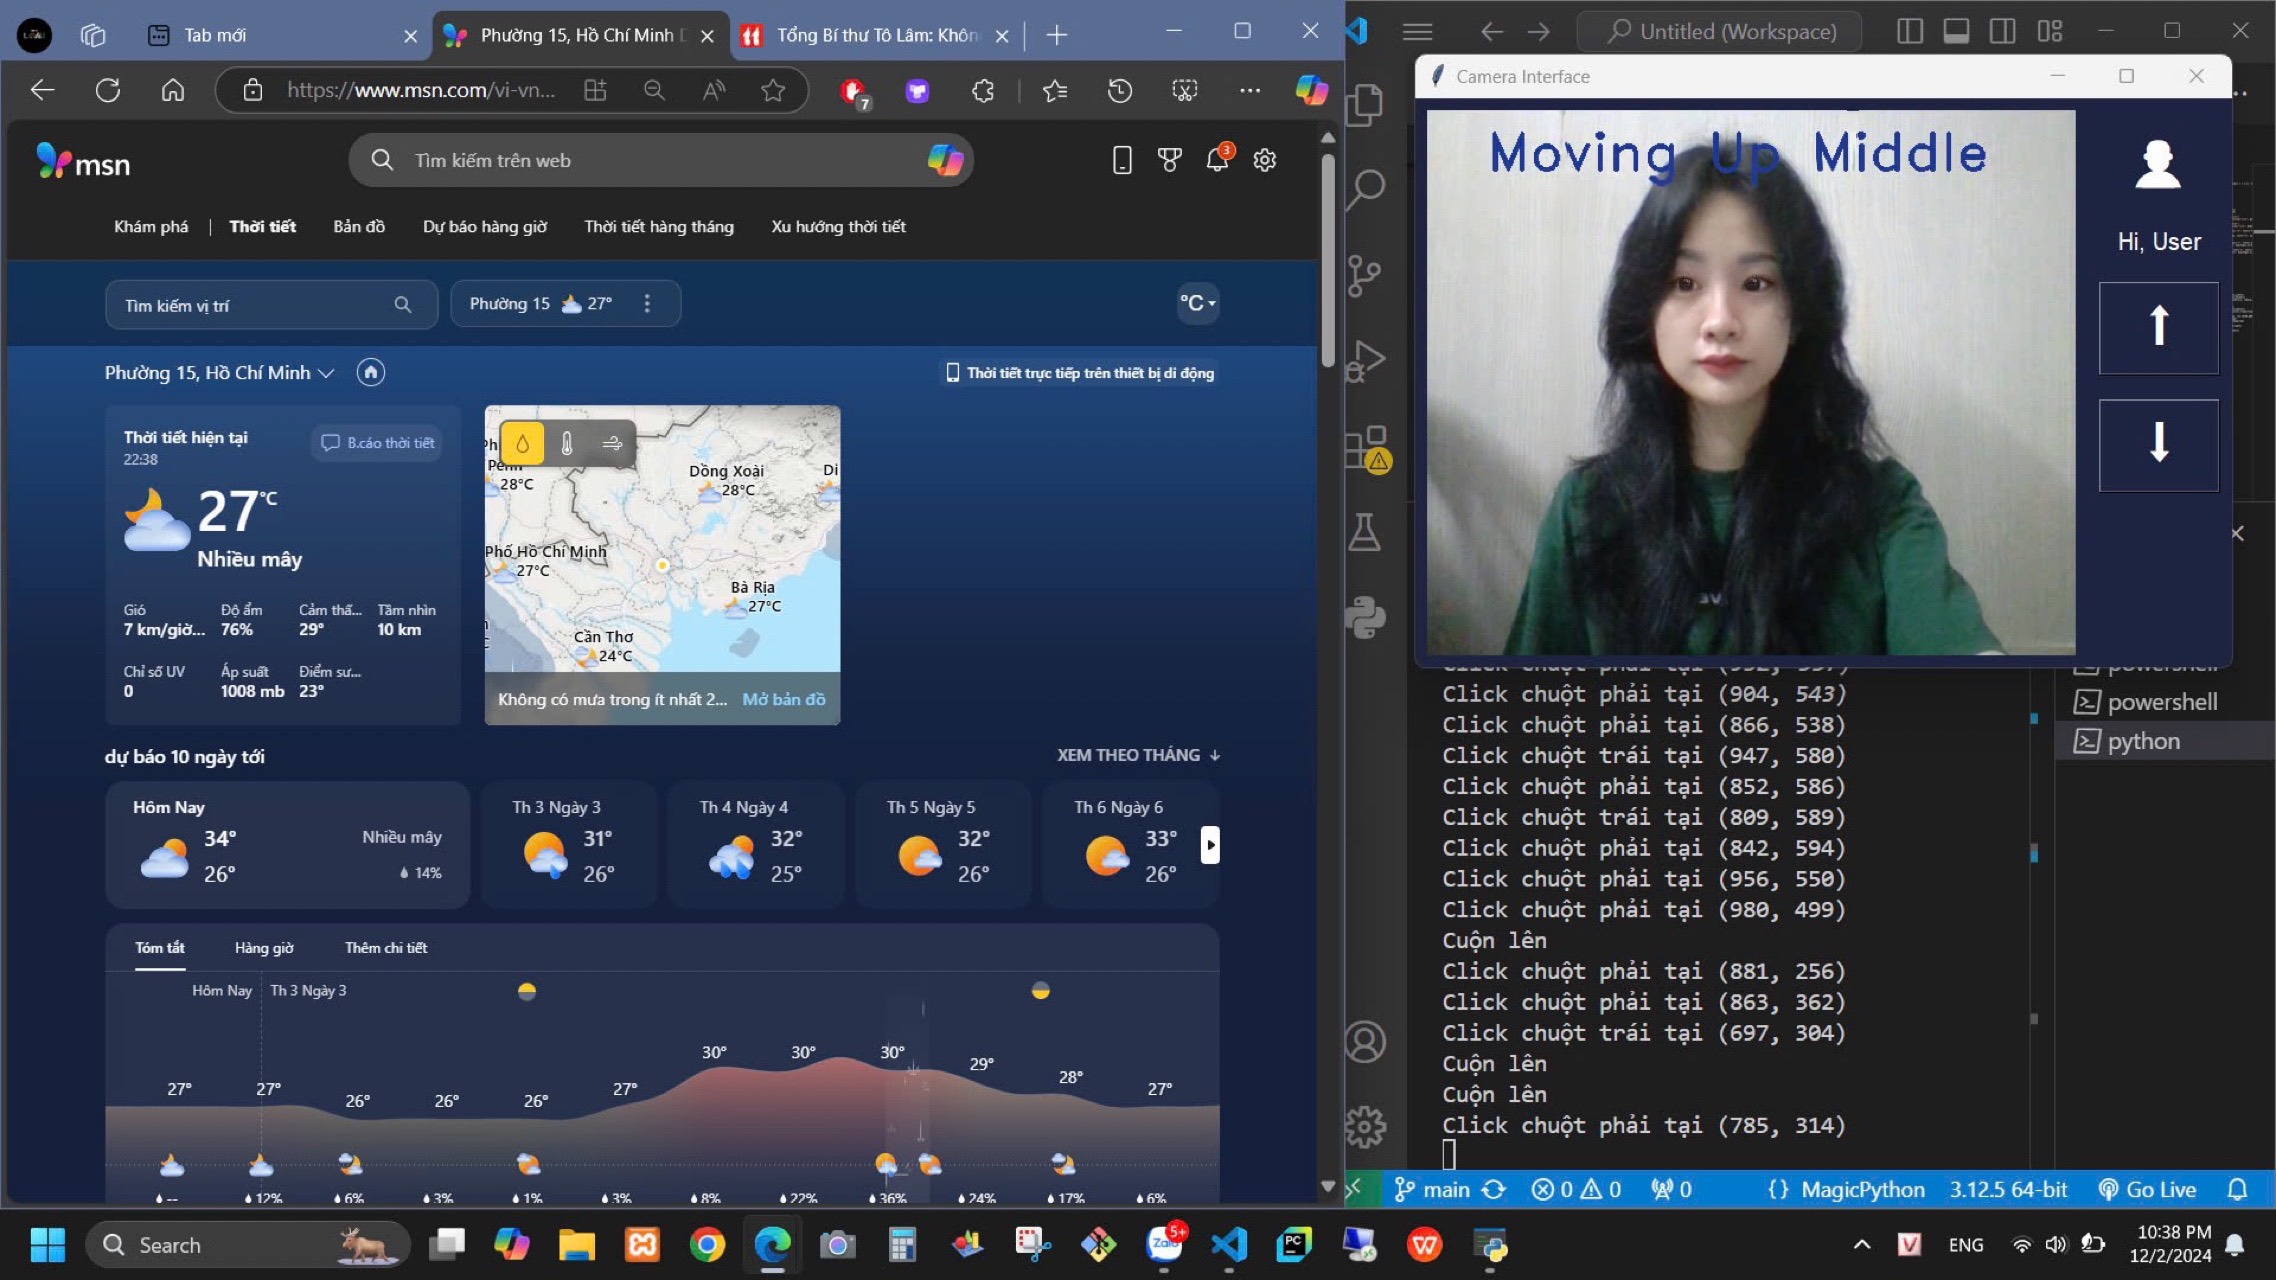 Tab mới
Phường 15, Hồ Chí Minh
Tổng Bí thư Tô Lâm: Khôn
Untitled (Workspace)
https://www.msn.com/vi-vn...
7
msn
Tìm kiếm trên web
3
Khám phá | Thời tiết Bản đồ Dự báo hàng giờ Thời tiết hàng tháng Xu hướng thời tiết
Tìm kiếm vị trí
Phường 15 27°
°C
Phường 15, Hồ Chí Minh
Thời tiết trực tiếp trên thiết bị di động
Thời tiết hiện tại
22:38
B.cáo thời tiết
27°C
Nhiều mây
Gió Độ ẩm Cảm thấ... Tầm nhìn
7 km/giờ... 76% 29° 10 km
Chỉ số UV Áp suất Điểm sư...
0 1008 mb 23°
28°C
Đồng Xoài
28°C
Di
Phố Hồ Chí Minh
27°C
Bà Rịa
27°C
Cần Thơ
24°C
Không có mưa trong ít nhất 2... Mở bản đồ
dự báo 10 ngày tới
XEM THEO THÁNG
Hôm Nay
34°
26°
Nhiều mây
14%
Th 3 Ngày 3
31°
26°
Th 4 Ngày 4
32°
25°
Th 5 Ngày 5
32°
26°
Th 6 Ngày 6
33°
26°
Tóm tắt Hàng giờ Thêm chi tiết
Hôm Nay Th 3 Ngày 3
27° 27° 26° 26° 26° 27° 30° 30° 30° 29° 28° 27°
-- 12% 6% 3% 1% 3% 8% 22% 36% 24% 17% 6%
Camera Interface
Moving Up Middle
Hi, User
Click chuột phải tại (904, 543)
Click chuột phải tại (866, 538)
Click chuột trái tại (947, 580)
Click chuột phải tại (852, 586)
Click chuột trái tại (809, 589)
Click chuột phải tại (842, 594)
Click chuột phải tại (956, 550)
Click chuột phải tại (980, 499)
Cuộn lên
Click chuột phải tại (881, 256)
Click chuột phải tại (863, 362)
Click chuột trái tại (697, 304)
Cuộn lên
Cuộn lên
Click chuột phải tại (785, 314)
powershell
powershell
python
main 0 0 0 {} MagicPython 3.12.5 64-bit Go Live
Search
5+
Zalo
PC
ENG
10:38 PM
12/2/2024